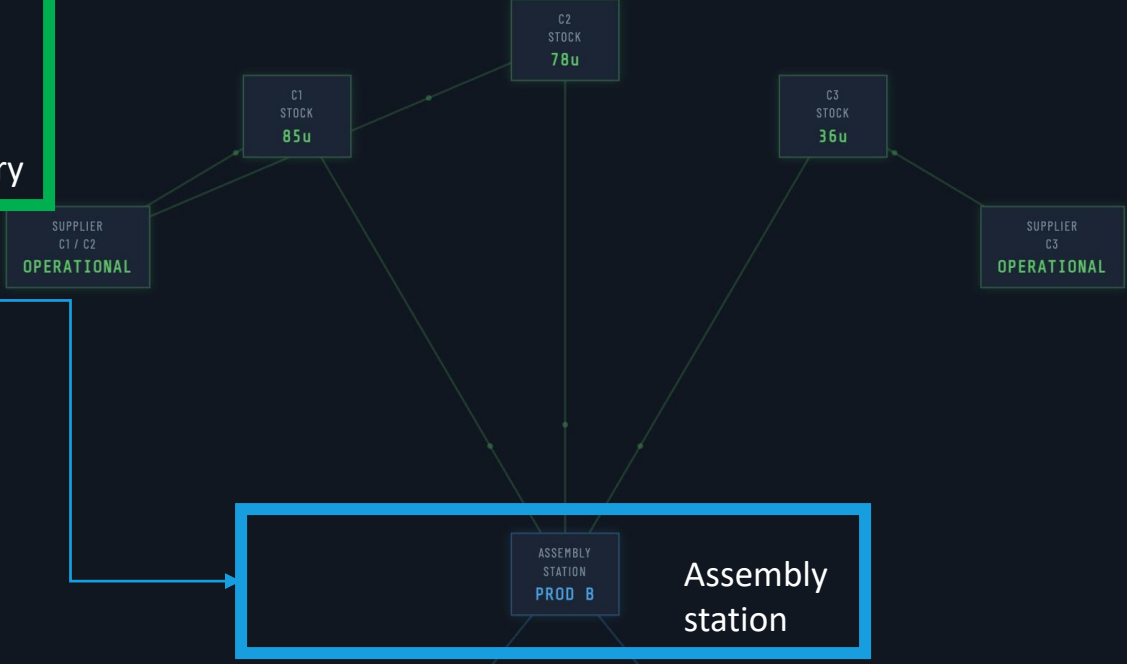 C2
STOCK
78u
C1
STOCK
85u
C3
STOCK
36u
ry
SUPPLIER
C1 / C2
OPERATIONAL
SUPPLIER
C3
OPERATIONAL
ASSEMBLY
STATION
PROD B
Assembly
station